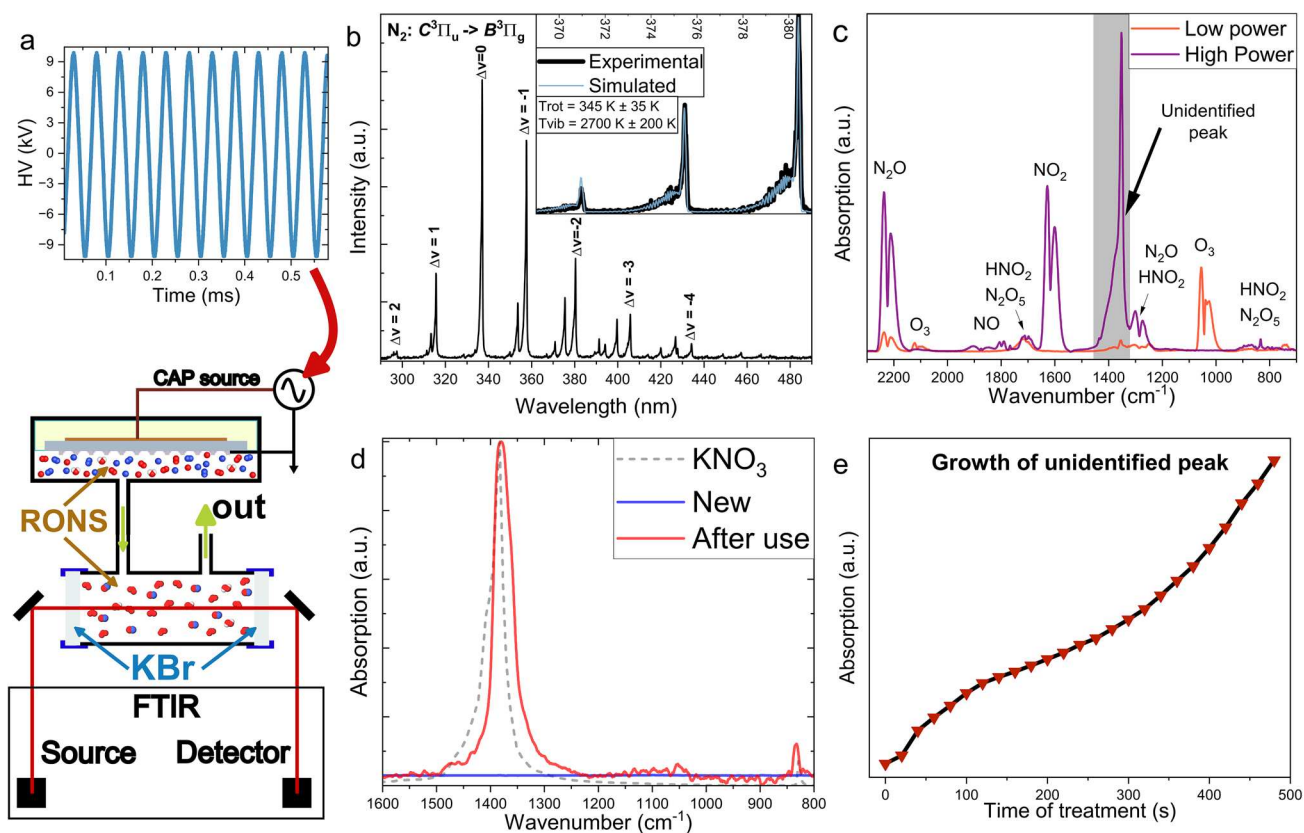 a
HV (kV)
9
6
3
0
−3
−6
−9
0.1 0.2 0.3 0.4 0.5
Time (ms)
CAP source
RONS
out
KBr
FTIR
Source Detector
b
N₂: C³Π_u -> B³Π_g
Intensity (a.u.)
370 372 374 376 378 380
Experimental
Simulated
Trot = 345 K ± 35 K
Tvib = 2700 K ± 200 K
Δv = 2
Δv = 1
Δv=0
Δv = -1
Δv=-2
Δv = -3
Δv = -4
290 340 360 380 400 420 440 460 490
Wavelength (nm)
c
Low power
High Power
Unidentified
peak
Absorption (a.u.)
N₂O
O₃
NO
HNO₂
N₂O₅
NO₂
N₂O
HNO₂
O₃
HNO₂
N₂O₅
2200 2000 1800 1600 1400 1200 1000 800
Wavenumber (cm⁻¹)
d
KNO₃
New
After use
Absorption (a.u.)
1600 1500 1400 1300 1200 1100 1000 900 800
Wavenumber (cm⁻¹)
e
Growth of unidentified peak
Absorption (a.u.)
0 100 200 300 400 500
Time of treatment (s)